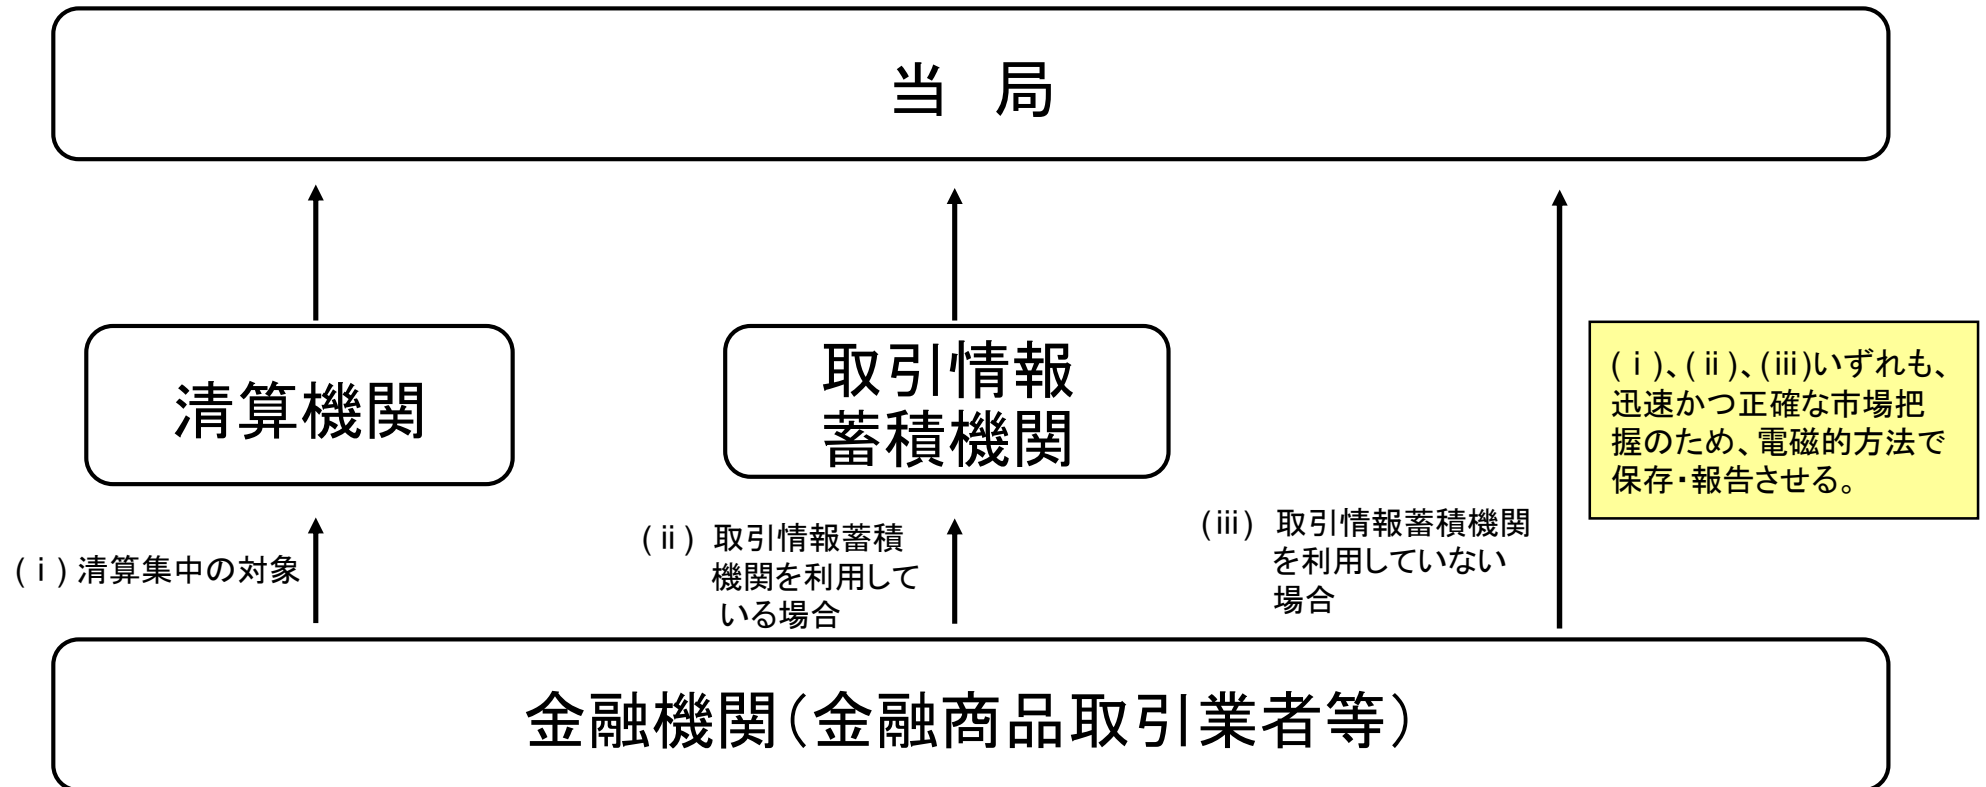 当　局
清算機関
取引情報
蓄積機関
(ⅰ)、(ⅱ)、(ⅲ)いずれも、
迅速かつ正確な市場把
握のため、電磁的方法で
保存・報告させる。
(ⅰ)清算集中の対象
(ⅱ) 取引情報蓄積
機関を利用して
いる場合
(ⅲ) 取引情報蓄積機関
を利用していない
場合
金融機関(金融商品取引業者等)